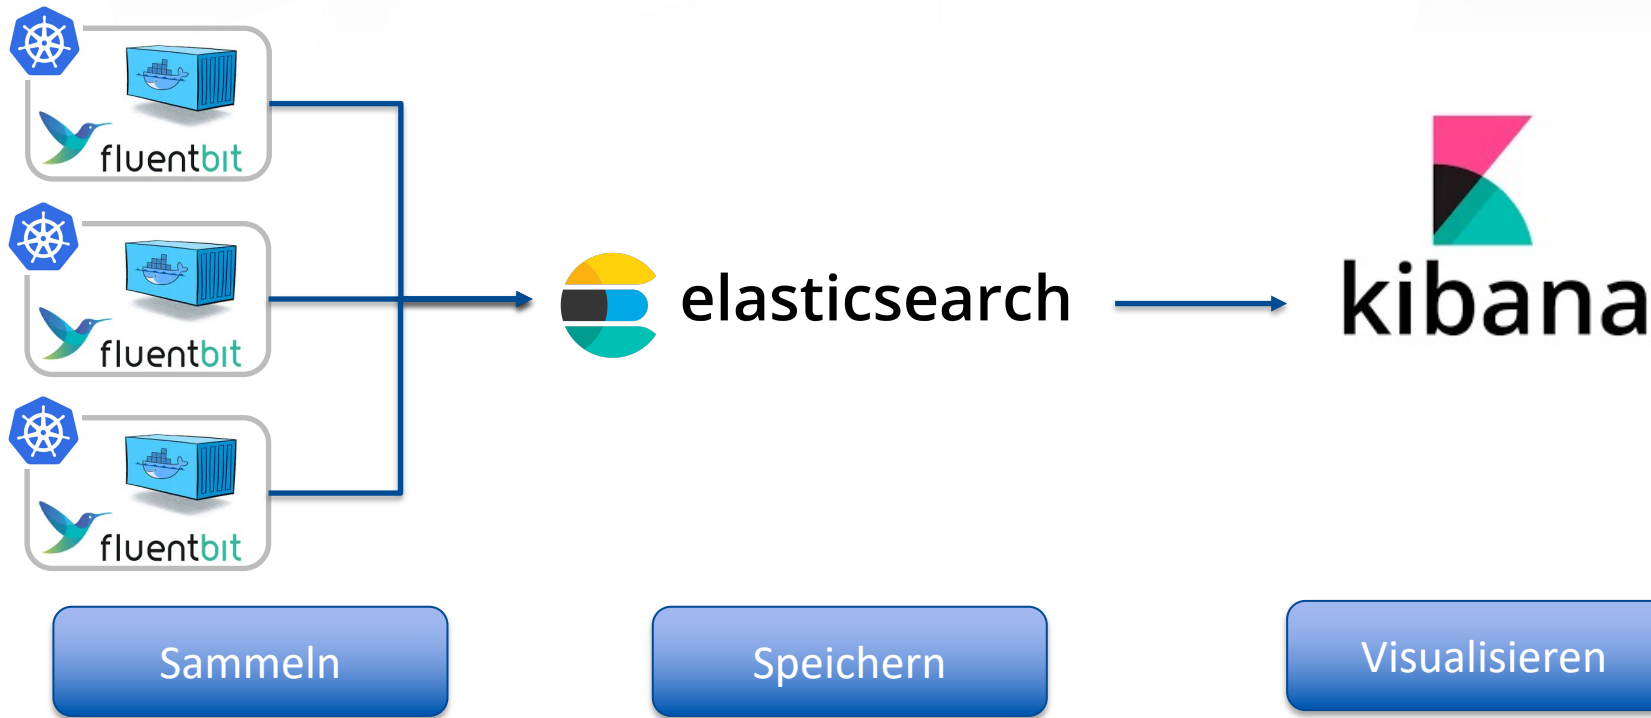 fluentbit
fluentbit
fluentbit
elasticsearch
kibana
Sammeln
Speichern
Visualisieren